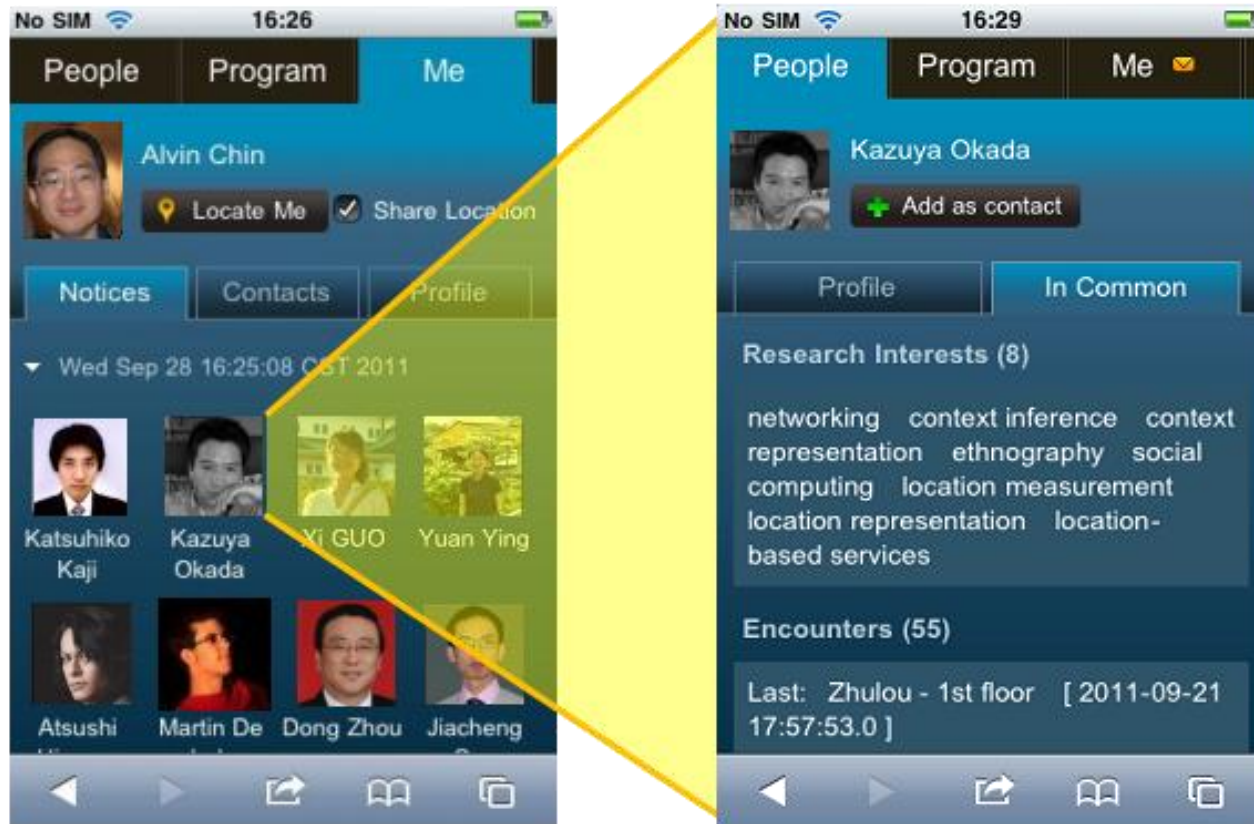 No SIM 16:26
People Program Me
Alvin Chin
Locate Me Share Location
Notices Contacts Profile
Wed Sep 28 16:25:08 CST 2011
Katsuhiko Kaji
Kazuya Okada
Xi GUO
Yuan Ying
Atsushi
Martin De
Dong Zhou
Jiacheng
No SIM 16:29
People Program Me
Kazuya Okada
Add as contact
Profile In Common
Research Interests (8)
networking context inference context
representation ethnography social
computing location measurement
location representation location-
based services
Encounters (55)
Last: Zhulou - 1st floor [ 2011-09-21
17:57:53.0 ]